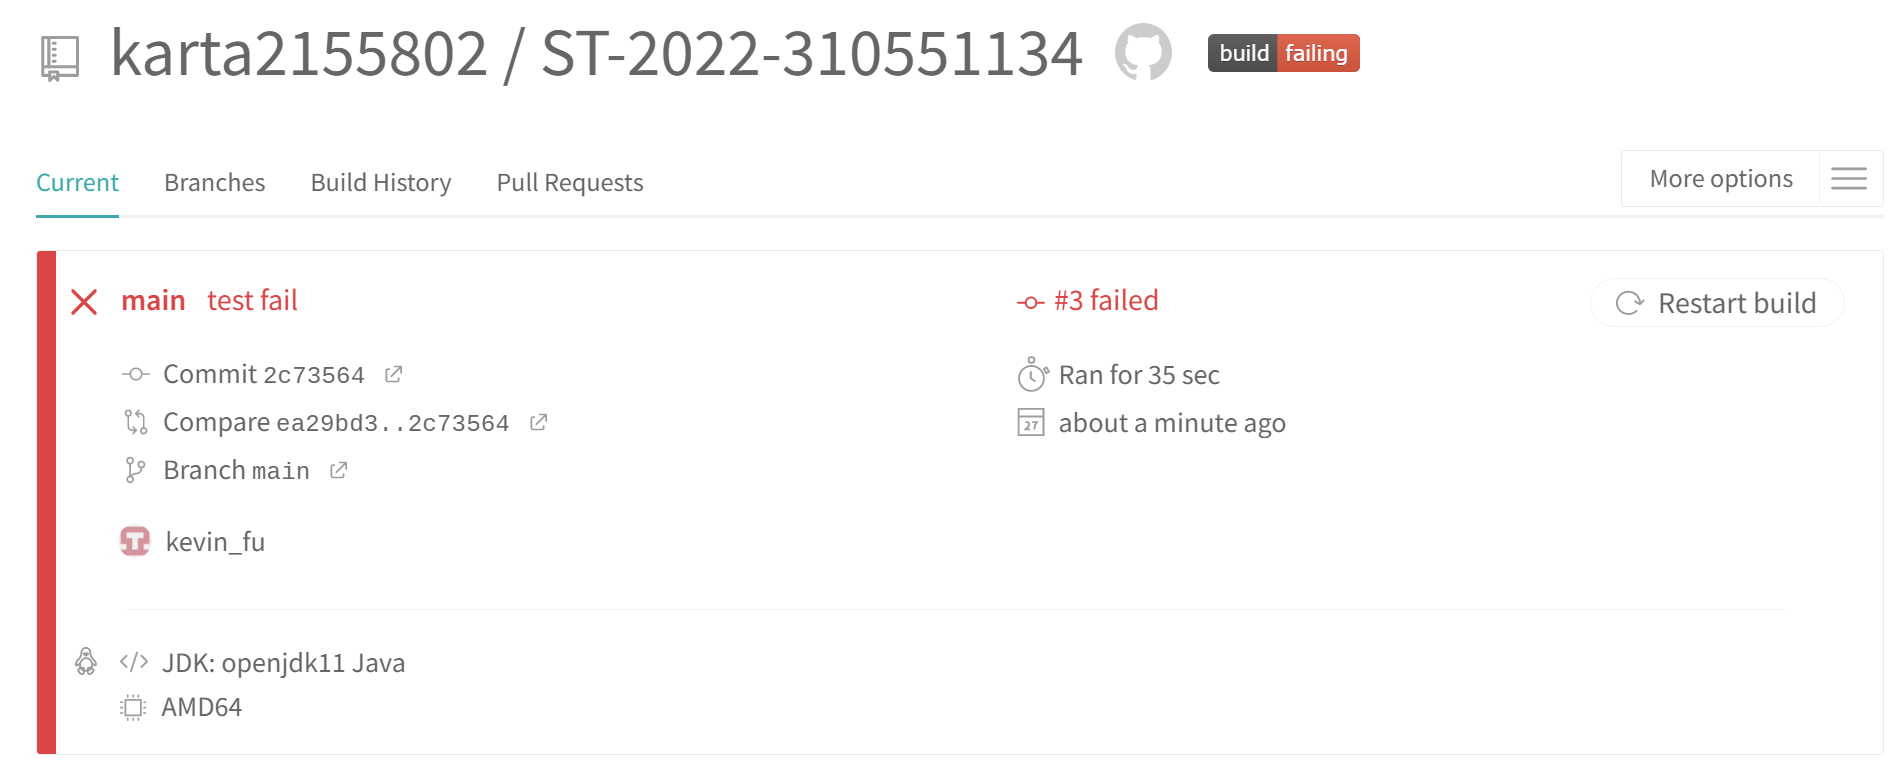 karta2155802 / ST-2022-310551134 build failing
Current Branches Build History Pull Requests More options
main test fail
#3 failed
Restart build
Commit 2c73564
Compare ea29bd3..2c73564
Branch main
Ran for 35 sec
27 about a minute ago
kevin_fu
</> JDK: openjdk11 Java
AMD64